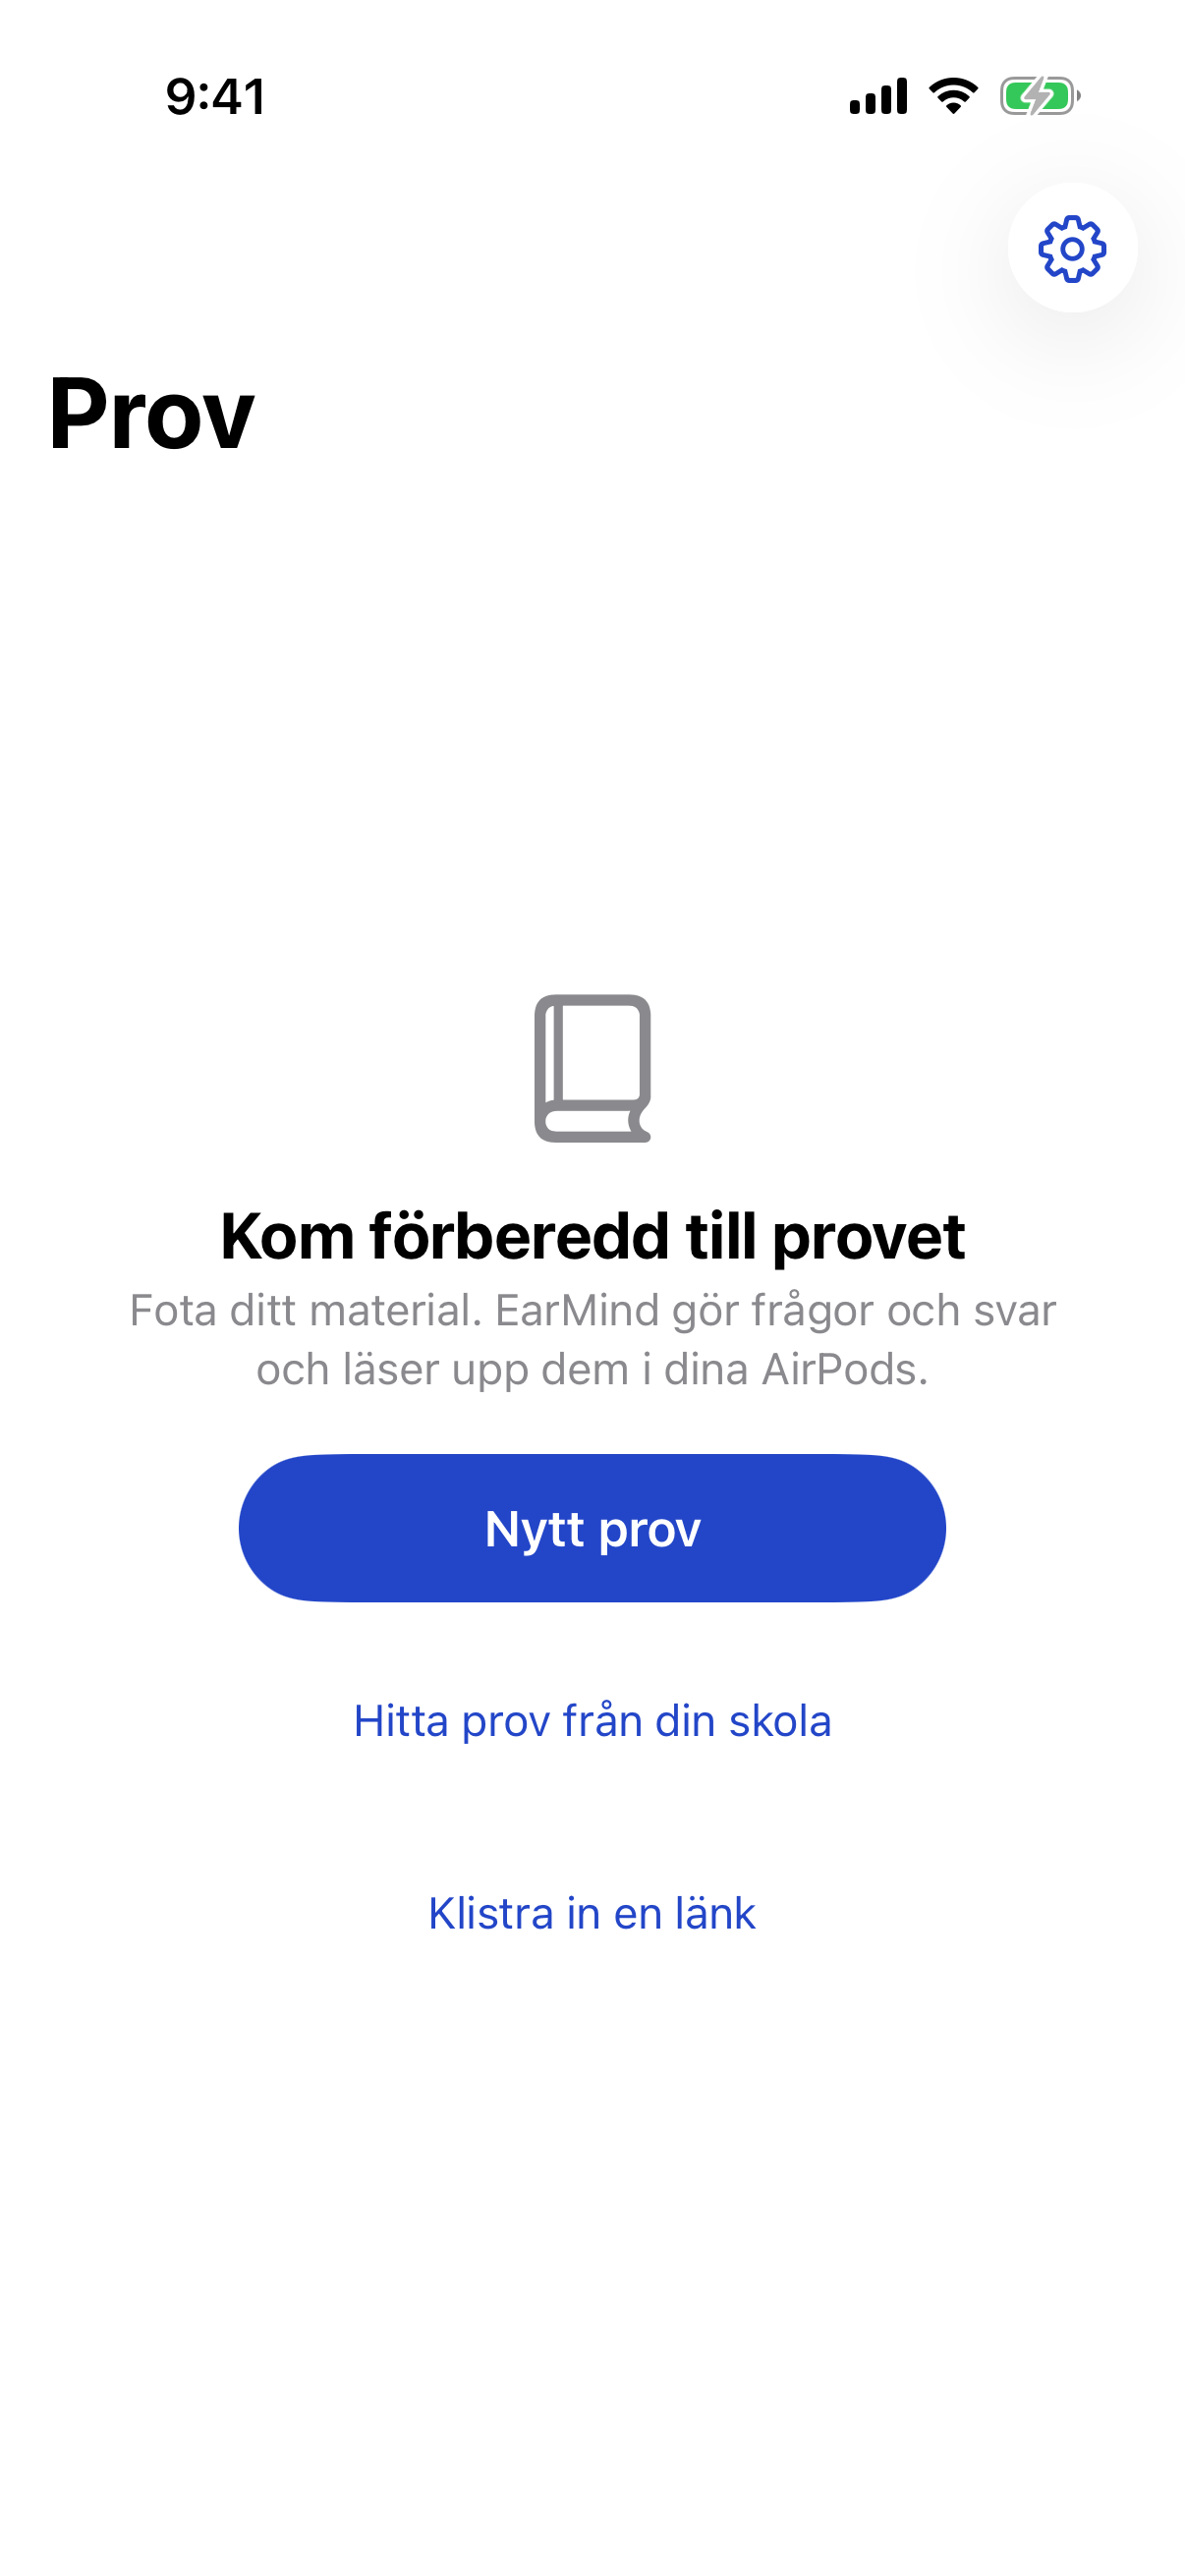 9:41
Prov
Kom förberedd till provet
Fota ditt material. EarMind gör frågor och svar
och läser upp dem i dina AirPods.
Nytt prov
Hitta prov från din skola
Klistra in en länk